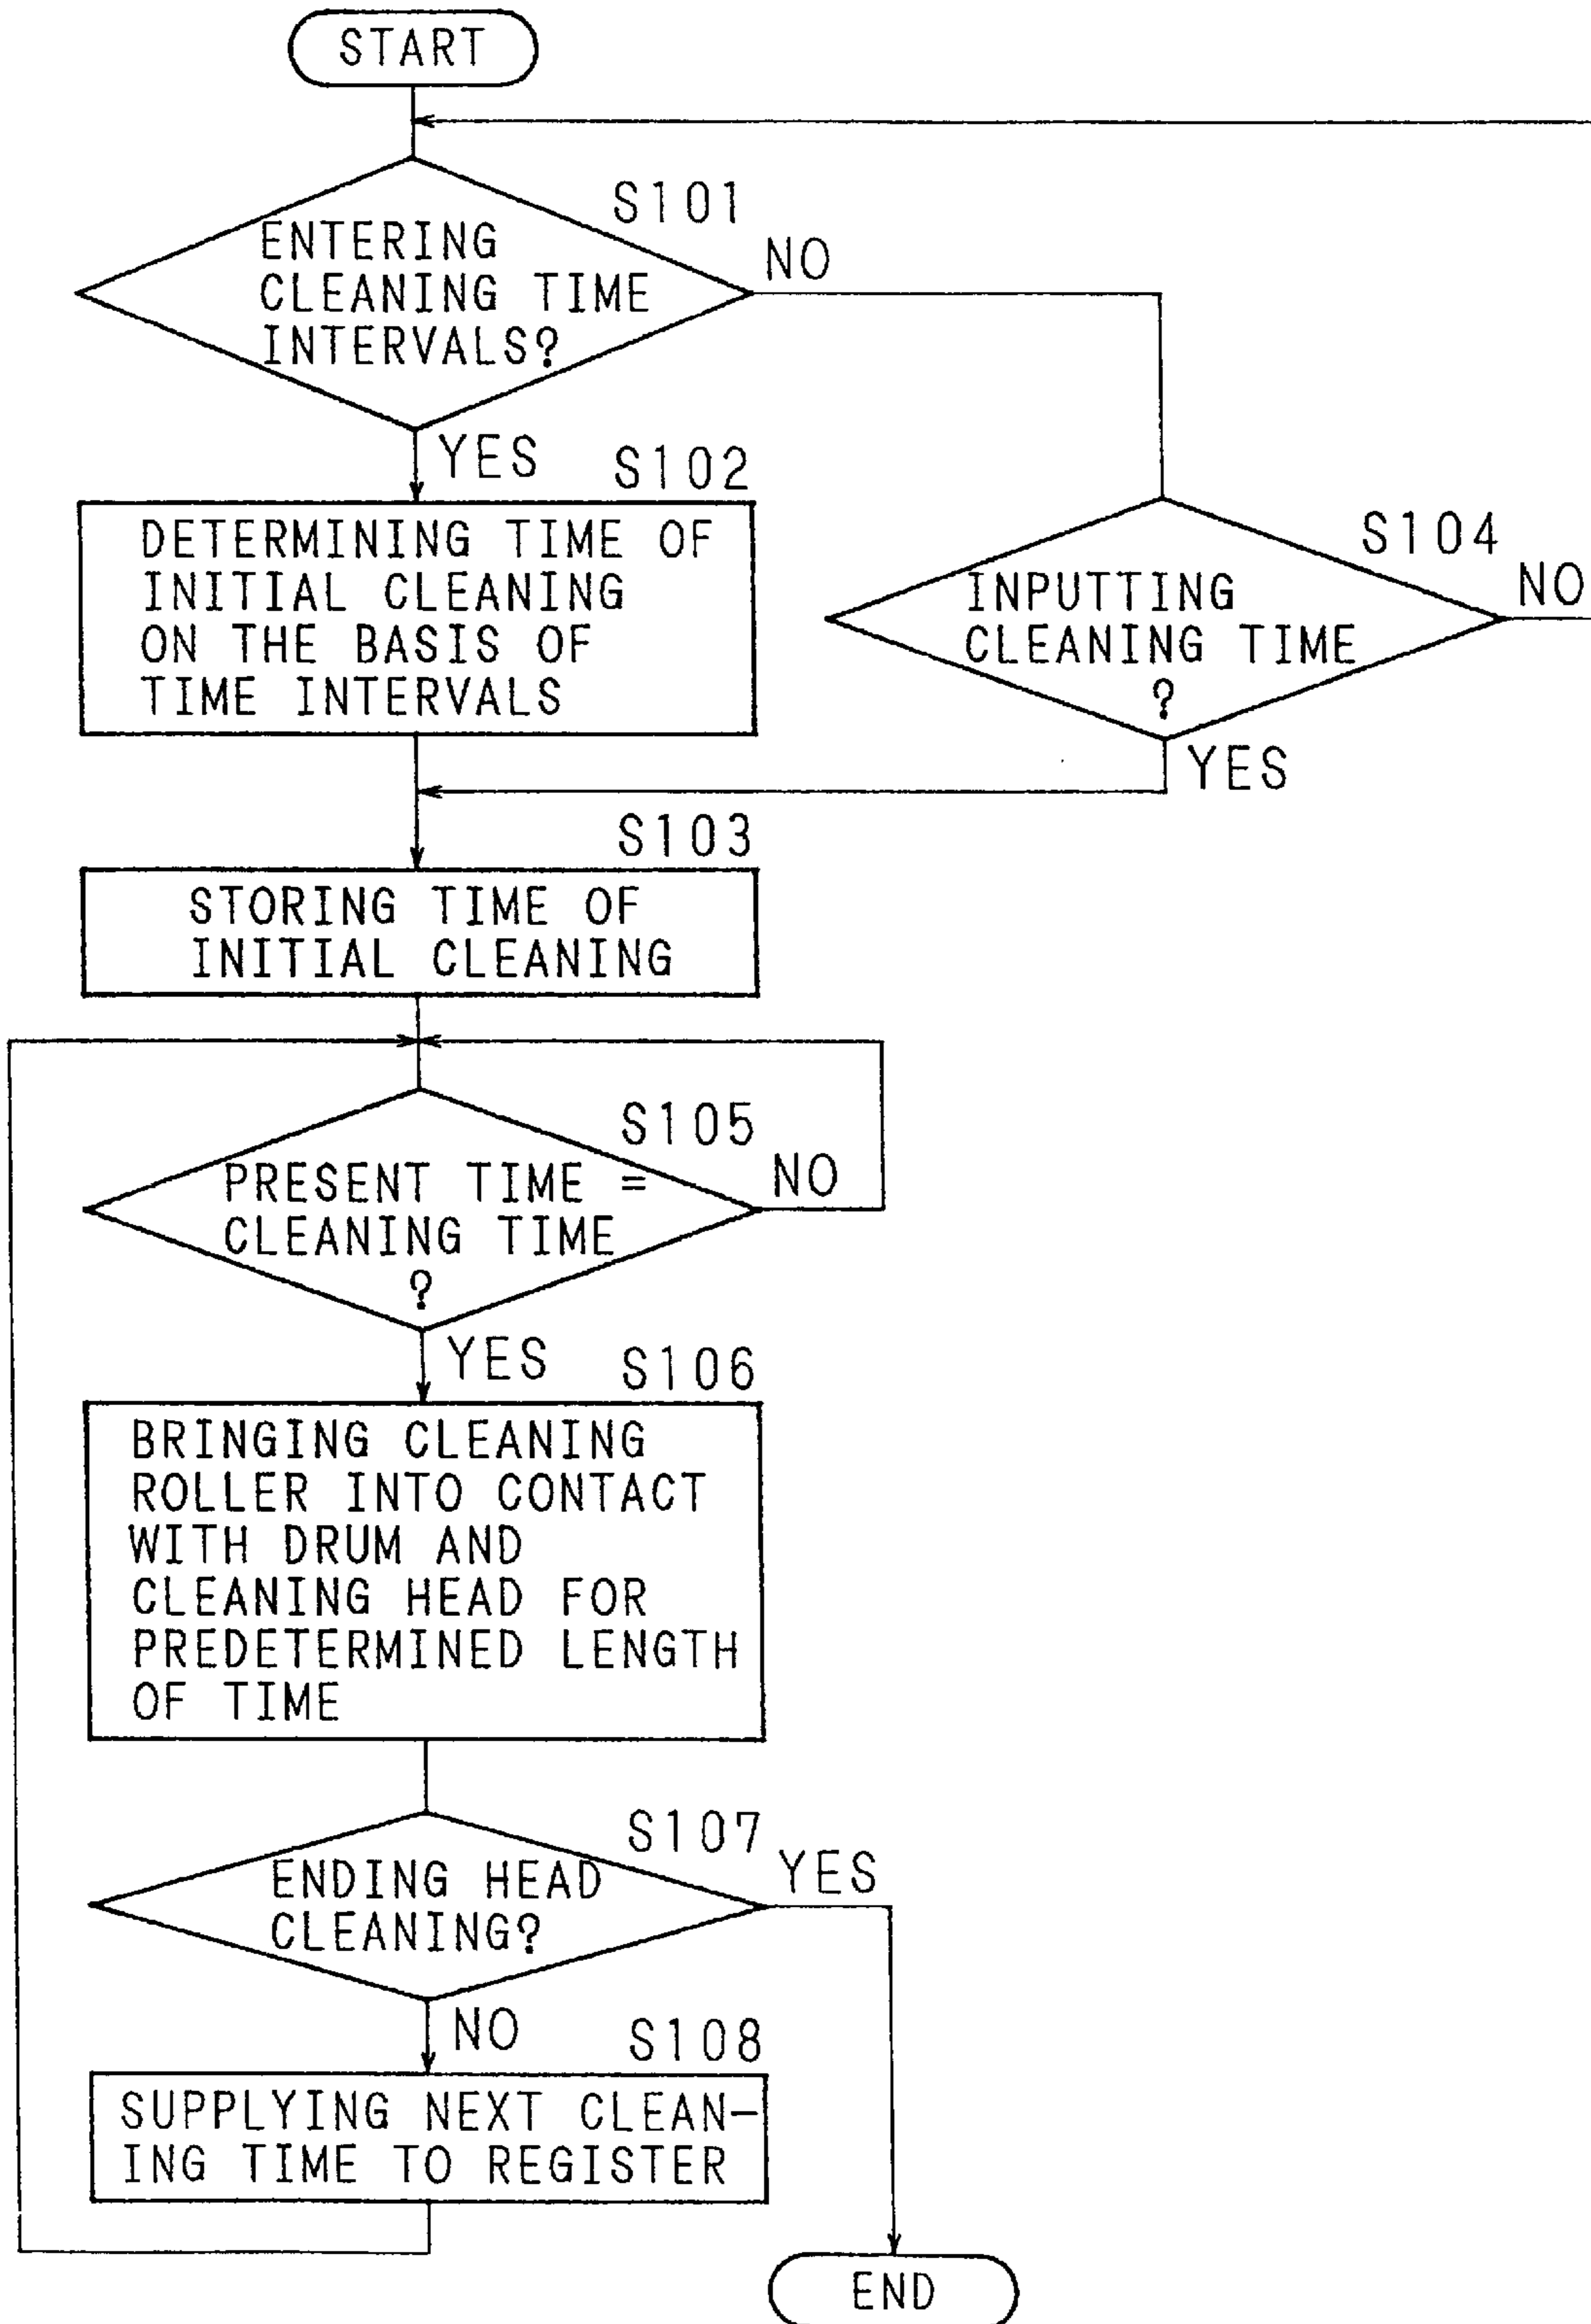 START
S101
ENTERING
CLEANING TIME
INTERVALS?
NO
YES
S102
DETERMINING TIME OF
INITIAL CLEANING
ON THE BASIS OF
TIME INTERVALS
S104
INPUTTING
CLEANING TIME
?
NO
YES
S103
STORING TIME OF
INITIAL CLEANING
S105
PRESENT TIME =
CLEANING TIME
?
NO
YES
S106
BRINGING CLEANING
ROLLER INTO CONTACT
WITH DRUM AND
CLEANING HEAD FOR
PREDETERMINED LENGTH
OF TIME
S107
ENDING HEAD
CLEANING?
YES
NO
S108
SUPPLYING NEXT CLEAN-
ING TIME TO REGISTER
END